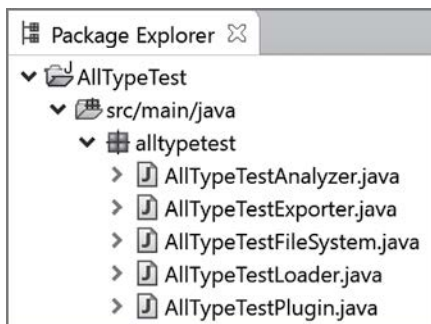 Package Explorer
AllTypeTest
src/main/java
alltypetest
AllTypeTestAnalyzer.java
AllTypeTestExporter.java
AllTypeTestFileSystem.java
AllTypeTestLoader.java
AllTypeTestPlugin.java